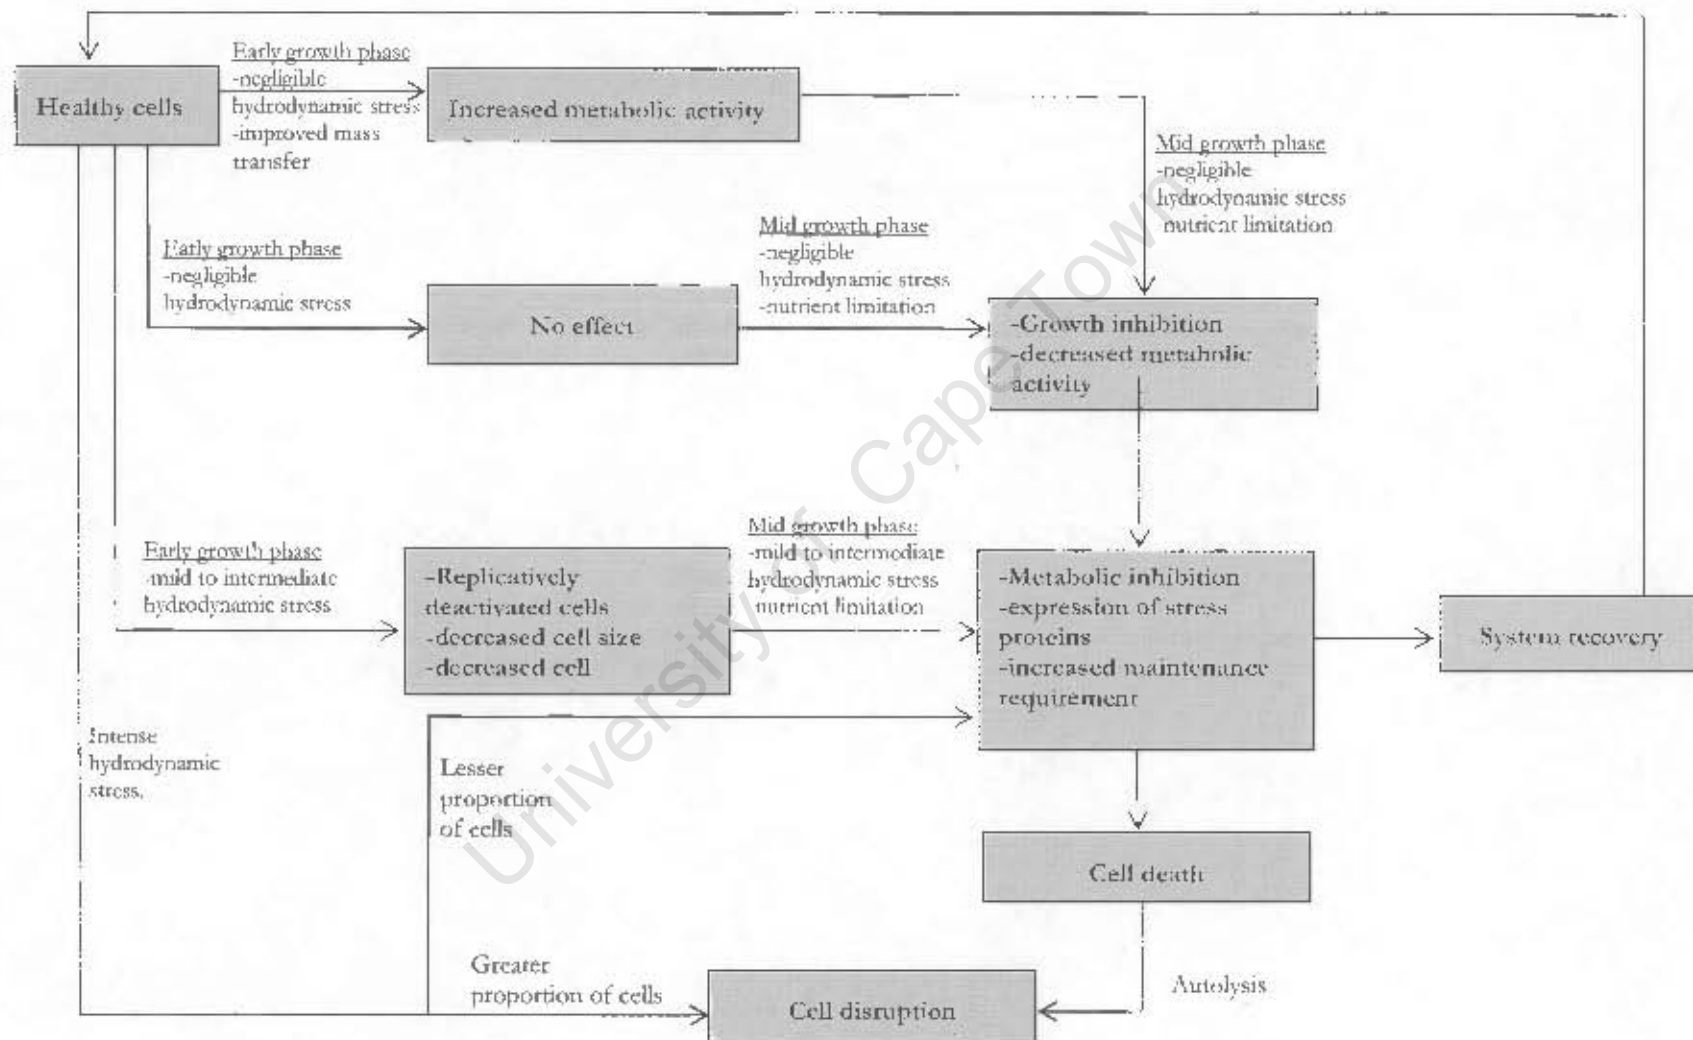 Healthy cells
Early growth phase
-negligible
hydrodynamic stress
-improved mass
transfer
Increased metabolic activity
Mid growth phase
-negligible
hydrodynamic stress
-nutrient limitation
Early growth phase
-negligible
hydrodynamic stress
No effect
Mid growth phase
-negligible
hydrodynamic stress
-nutrient limitation
-Growth inhibition
-decreased metabolic
activity
Early growth phase
-mild to intermediate
hydrodynamic stress
-Replicatively
deactivated cells
-decreased cell size
-decreased cell
Mid growth phase
-mild to intermediate
hydrodynamic stress
-nutrient limitation
-Metabolic inhibition
-expression of stress
proteins
-increased maintenance
requirement
System recovery
Intense
hydrodynamic
stress.
Lesser
proportion
of cells
Cell death
Greater
proportion of cells
Cell disruption
Autolysis
University of Cape Town